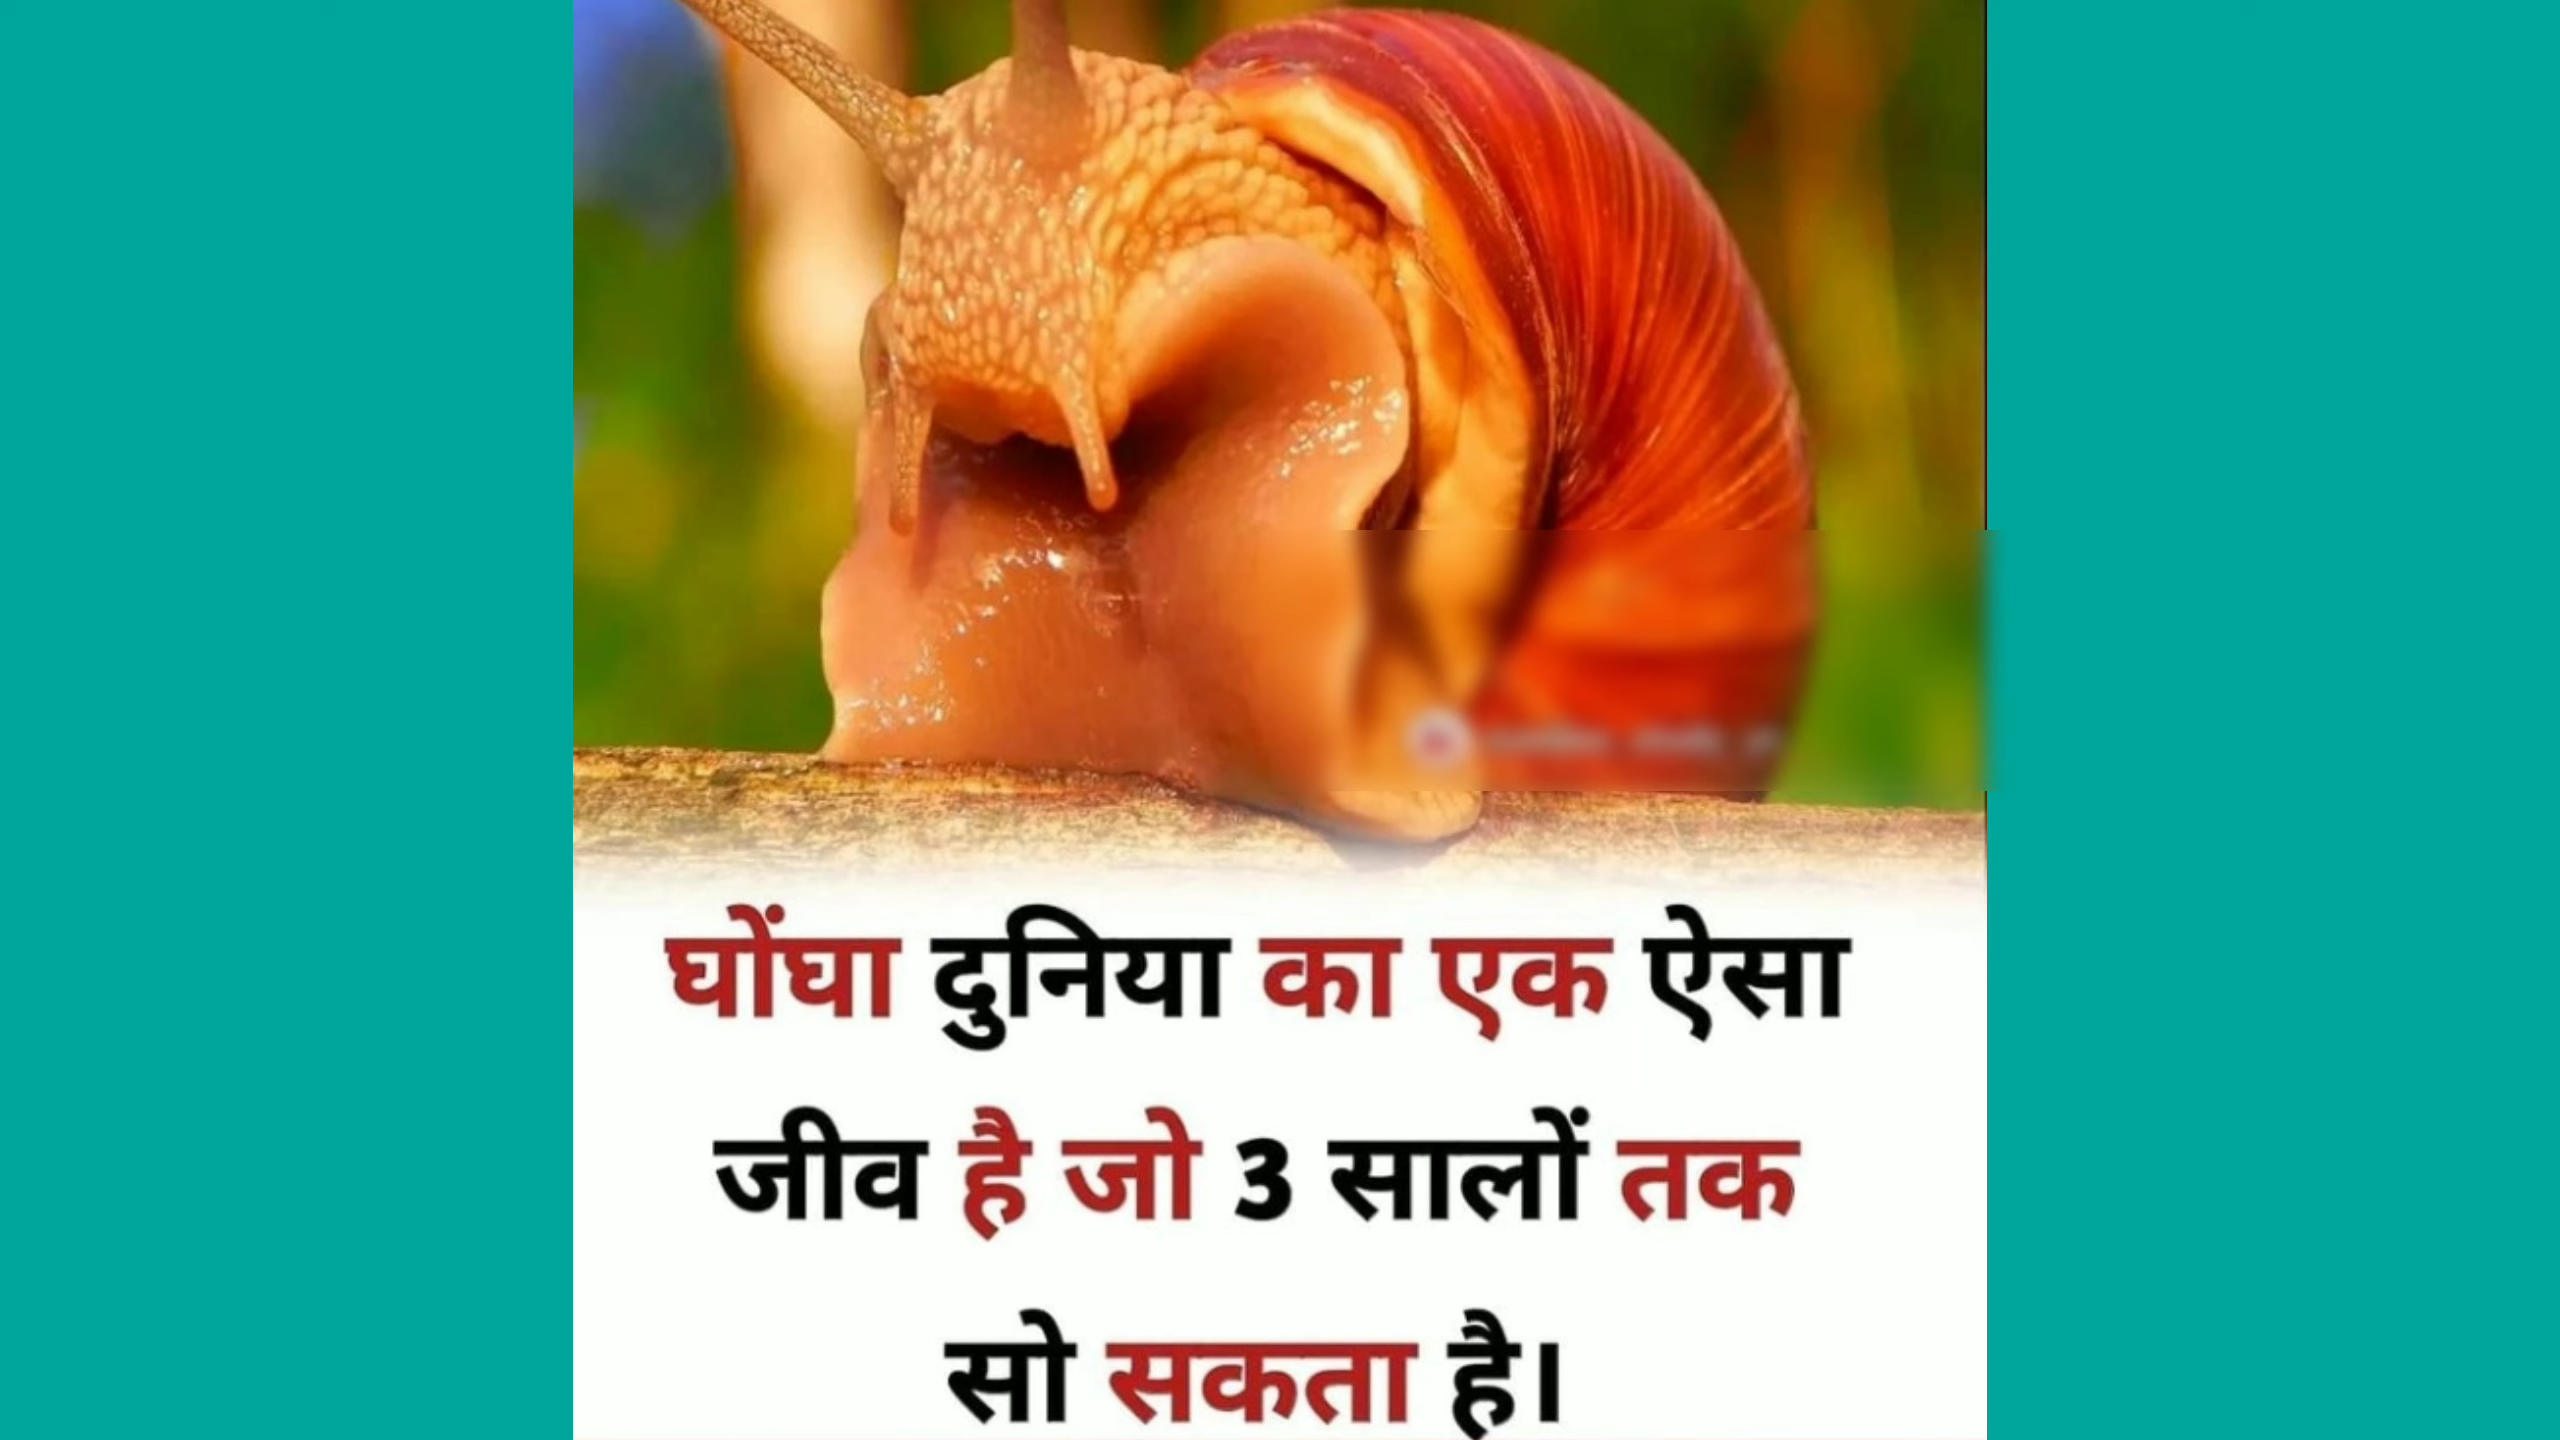 घोंघा दुनिया का एक ऐसा
जीव है जो 3 सालों तक
सो सकता है।